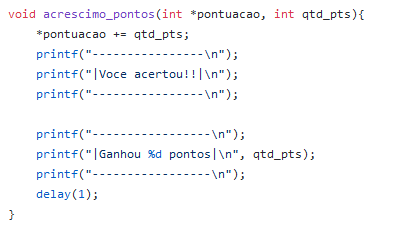 void acrescimo_pontos(int *pontuacao, int qtd_pts){
    *pontuacao += qtd_pts;
    printf("----------------\n");
    printf("|Voce acertou!!|\n");
    printf("----------------\n");

    printf("-----------------\n");
    printf("|Ganhou %d pontos|\n", qtd_pts);
    printf("-----------------\n");
    delay(1);
}